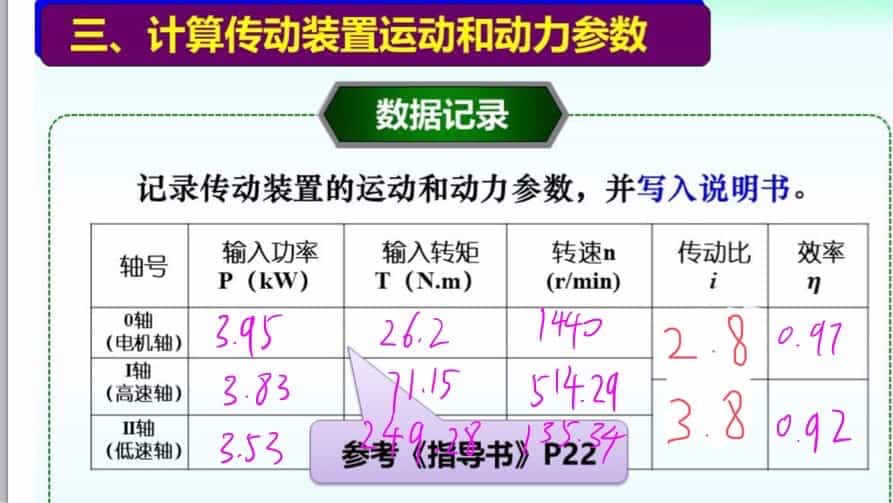 三、计算传动装置运动和动力参数
数据记录
记录传动装置的运动和动力参数，并写入说明书。
轴号 输入功率 P（kW） 输入转矩 T（N.m） 转速n (r/min) 传动比 i 效率 η
0轴（电机轴） 3.95 26.2 1440 2.8 0.97
I轴（高速轴） 3.83 71.15 514.29 3.8 0.92
II轴（低速轴） 3.53 249.28 135.34
参考《指导书》P22